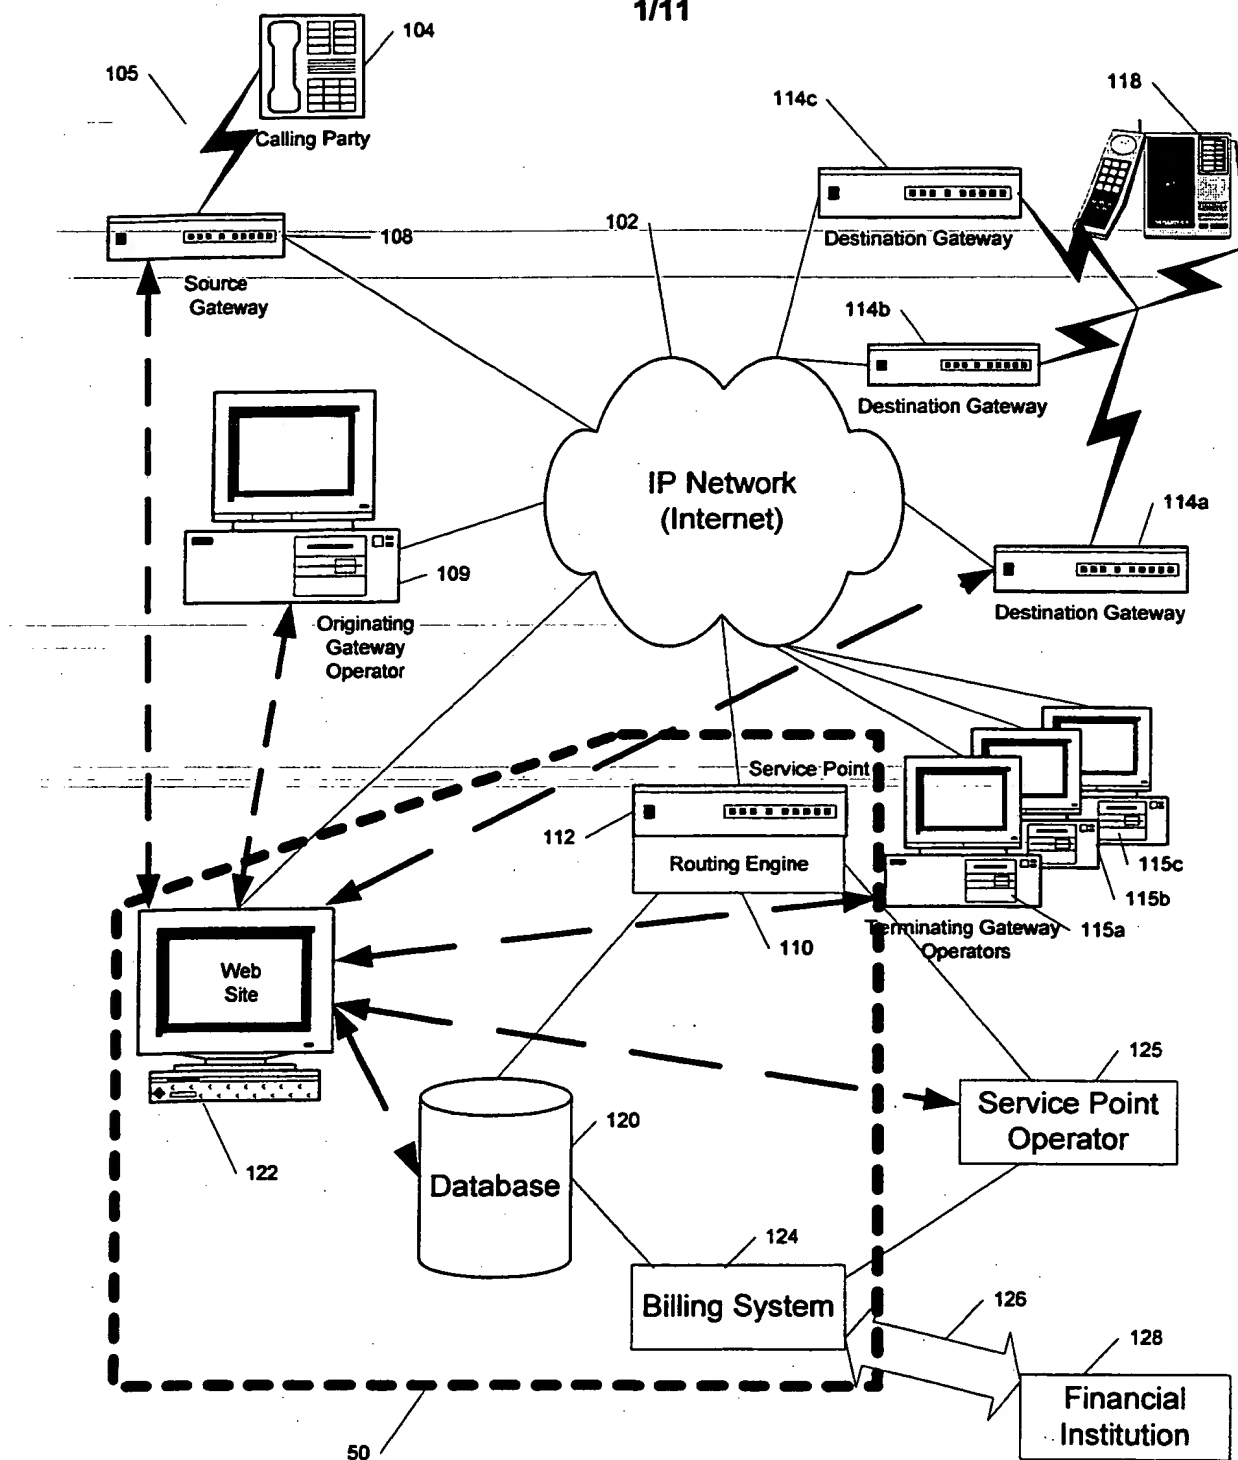 1/11
104
105
Calling Party
118
114c
108
102
Destination Gateway
Source
Gateway
114b
Destination Gateway
IP Network
(Internet)
114a
109
Destination Gateway
Originating
Gateway
Operator
Service Point
112
Routing Engine
115c
115b
Terminating Gateway
Operators
115a
110
Web
Site
125
Service Point
Operator
120
122
Database
124
Billing System
126
128
Financial
Institution
50